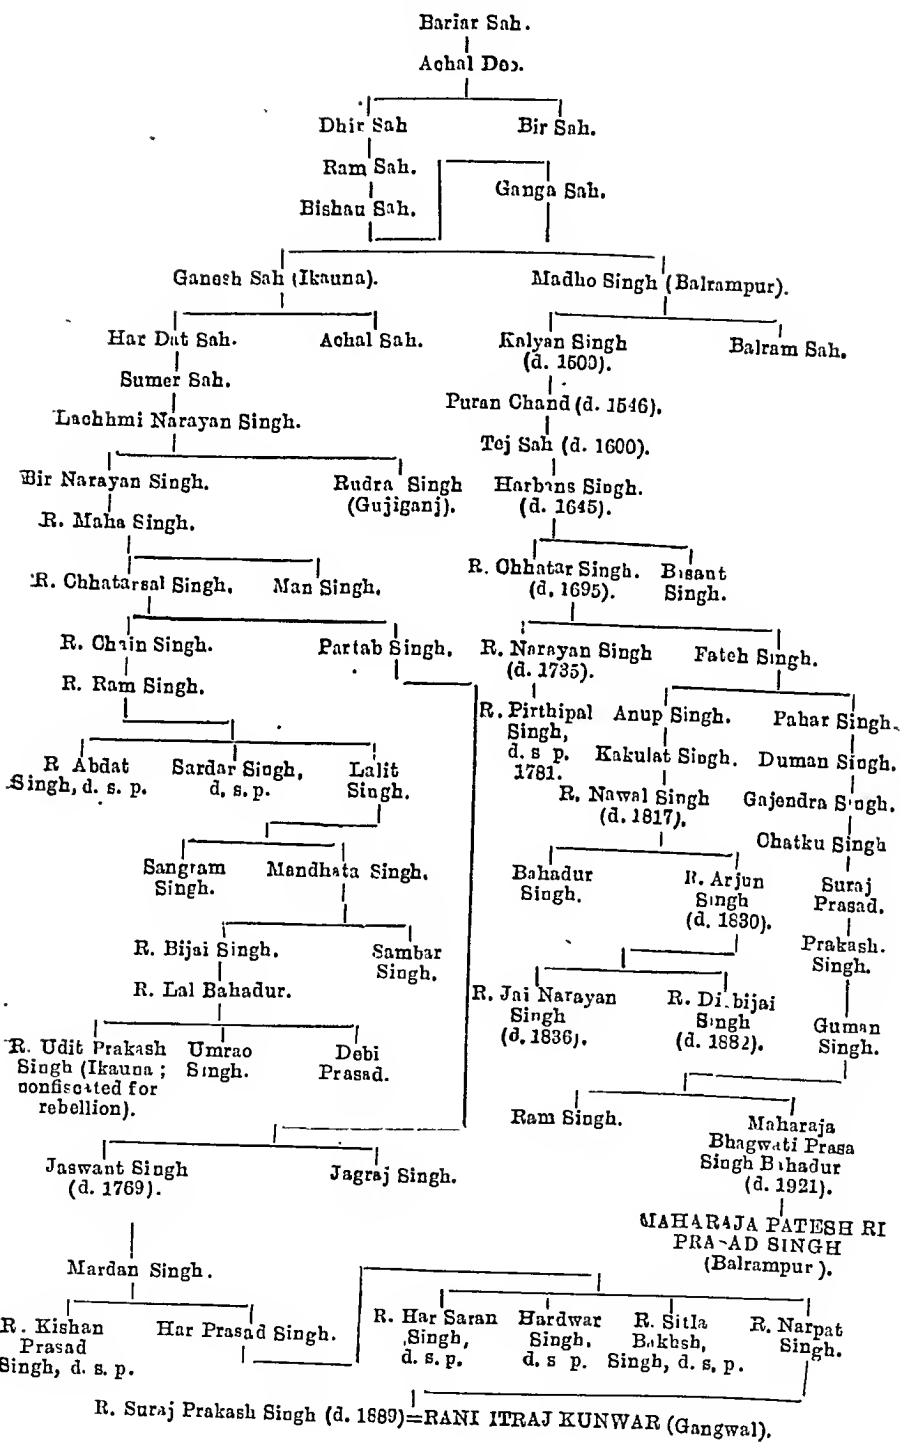 Bariar Sah.
Achal Deo.
Dhir Sah
Bir Sah.
Ram Sah.
Ganga Sah.
Bishan Sah.
Ganesh Sah (Ikauna).
Madho Singh (Balrampur).
Har Dat Sah.
Achal Sah.
Kalyan Singh
(d. 1500).
Balram Sah.
Sumer Sah.
Puran Chand (d. 1546).
Lachhmi Narayan Singh.
Tej Sah (d. 1600).
Bir Narayan Singh.
Rudra Singh
(Gujiganj).
Harbans Singh.
(d. 1645).
R. Maha Singh.
R. Chhatar Singh.
(d. 1695).
Bisant
Singh.
R. Chhatarsal Singh.
Man Singh.
R. Chain Singh.
Partab Singh.
R. Narayan Singh
(d. 1735).
Fateh Singh.
R. Ram Singh.
R. Pirthipal
Singh,
d. s p.
1781.
Anup Singh.
Pahar Singh.
Kakulat Singh.
Duman Singh.
R Abdat
Singh, d. s. p.
Sardar Singh,
d. s. p.
Lalit
Singh.
R. Nawal Singh
(d. 1817).
Gajendra Singh.
Chatku Singh
Sangram
Singh.
Mandhata Singh.
Bahadur
Singh.
R. Arjun
Singh
(d. 1830).
Suraj
Prasad.
R. Bijai Singh.
Sambar
Singh.
Prakash.
Singh.
R. Lal Bahadur.
R. Jai Narayan
Singh
(d. 1836).
R. Digbijai
Singh
(d. 1882).
Guman
Singh.
R. Udit Prakash
Singh (Ikauna ;
confiscated for
rebellion).
Umrao
Singh.
Debi
Prasad.
Ram Singh.
Maharaja
Bhagwati Prasa
Singh Bahadur
(d. 1921).
Jaswant Singh
(d. 1769).
Jagraj Singh.
MAHARAJA PATESH RI
PRA-AD SINGH
(Balrampur).
Mardan Singh.
R. Kishan
Prasad
Singh, d. s. p.
Har Prasad Singh.
R. Har Saran
Singh,
d. s. p.
Hardwar
Singh,
d. s p.
R. Sitla
Bakhsh,
Singh, d. s. p.
R. Narpat
Singh.
R. Suraj Prakash Singh (d. 1889)=RANI ITRAJ KUNWAR (Gangwal).